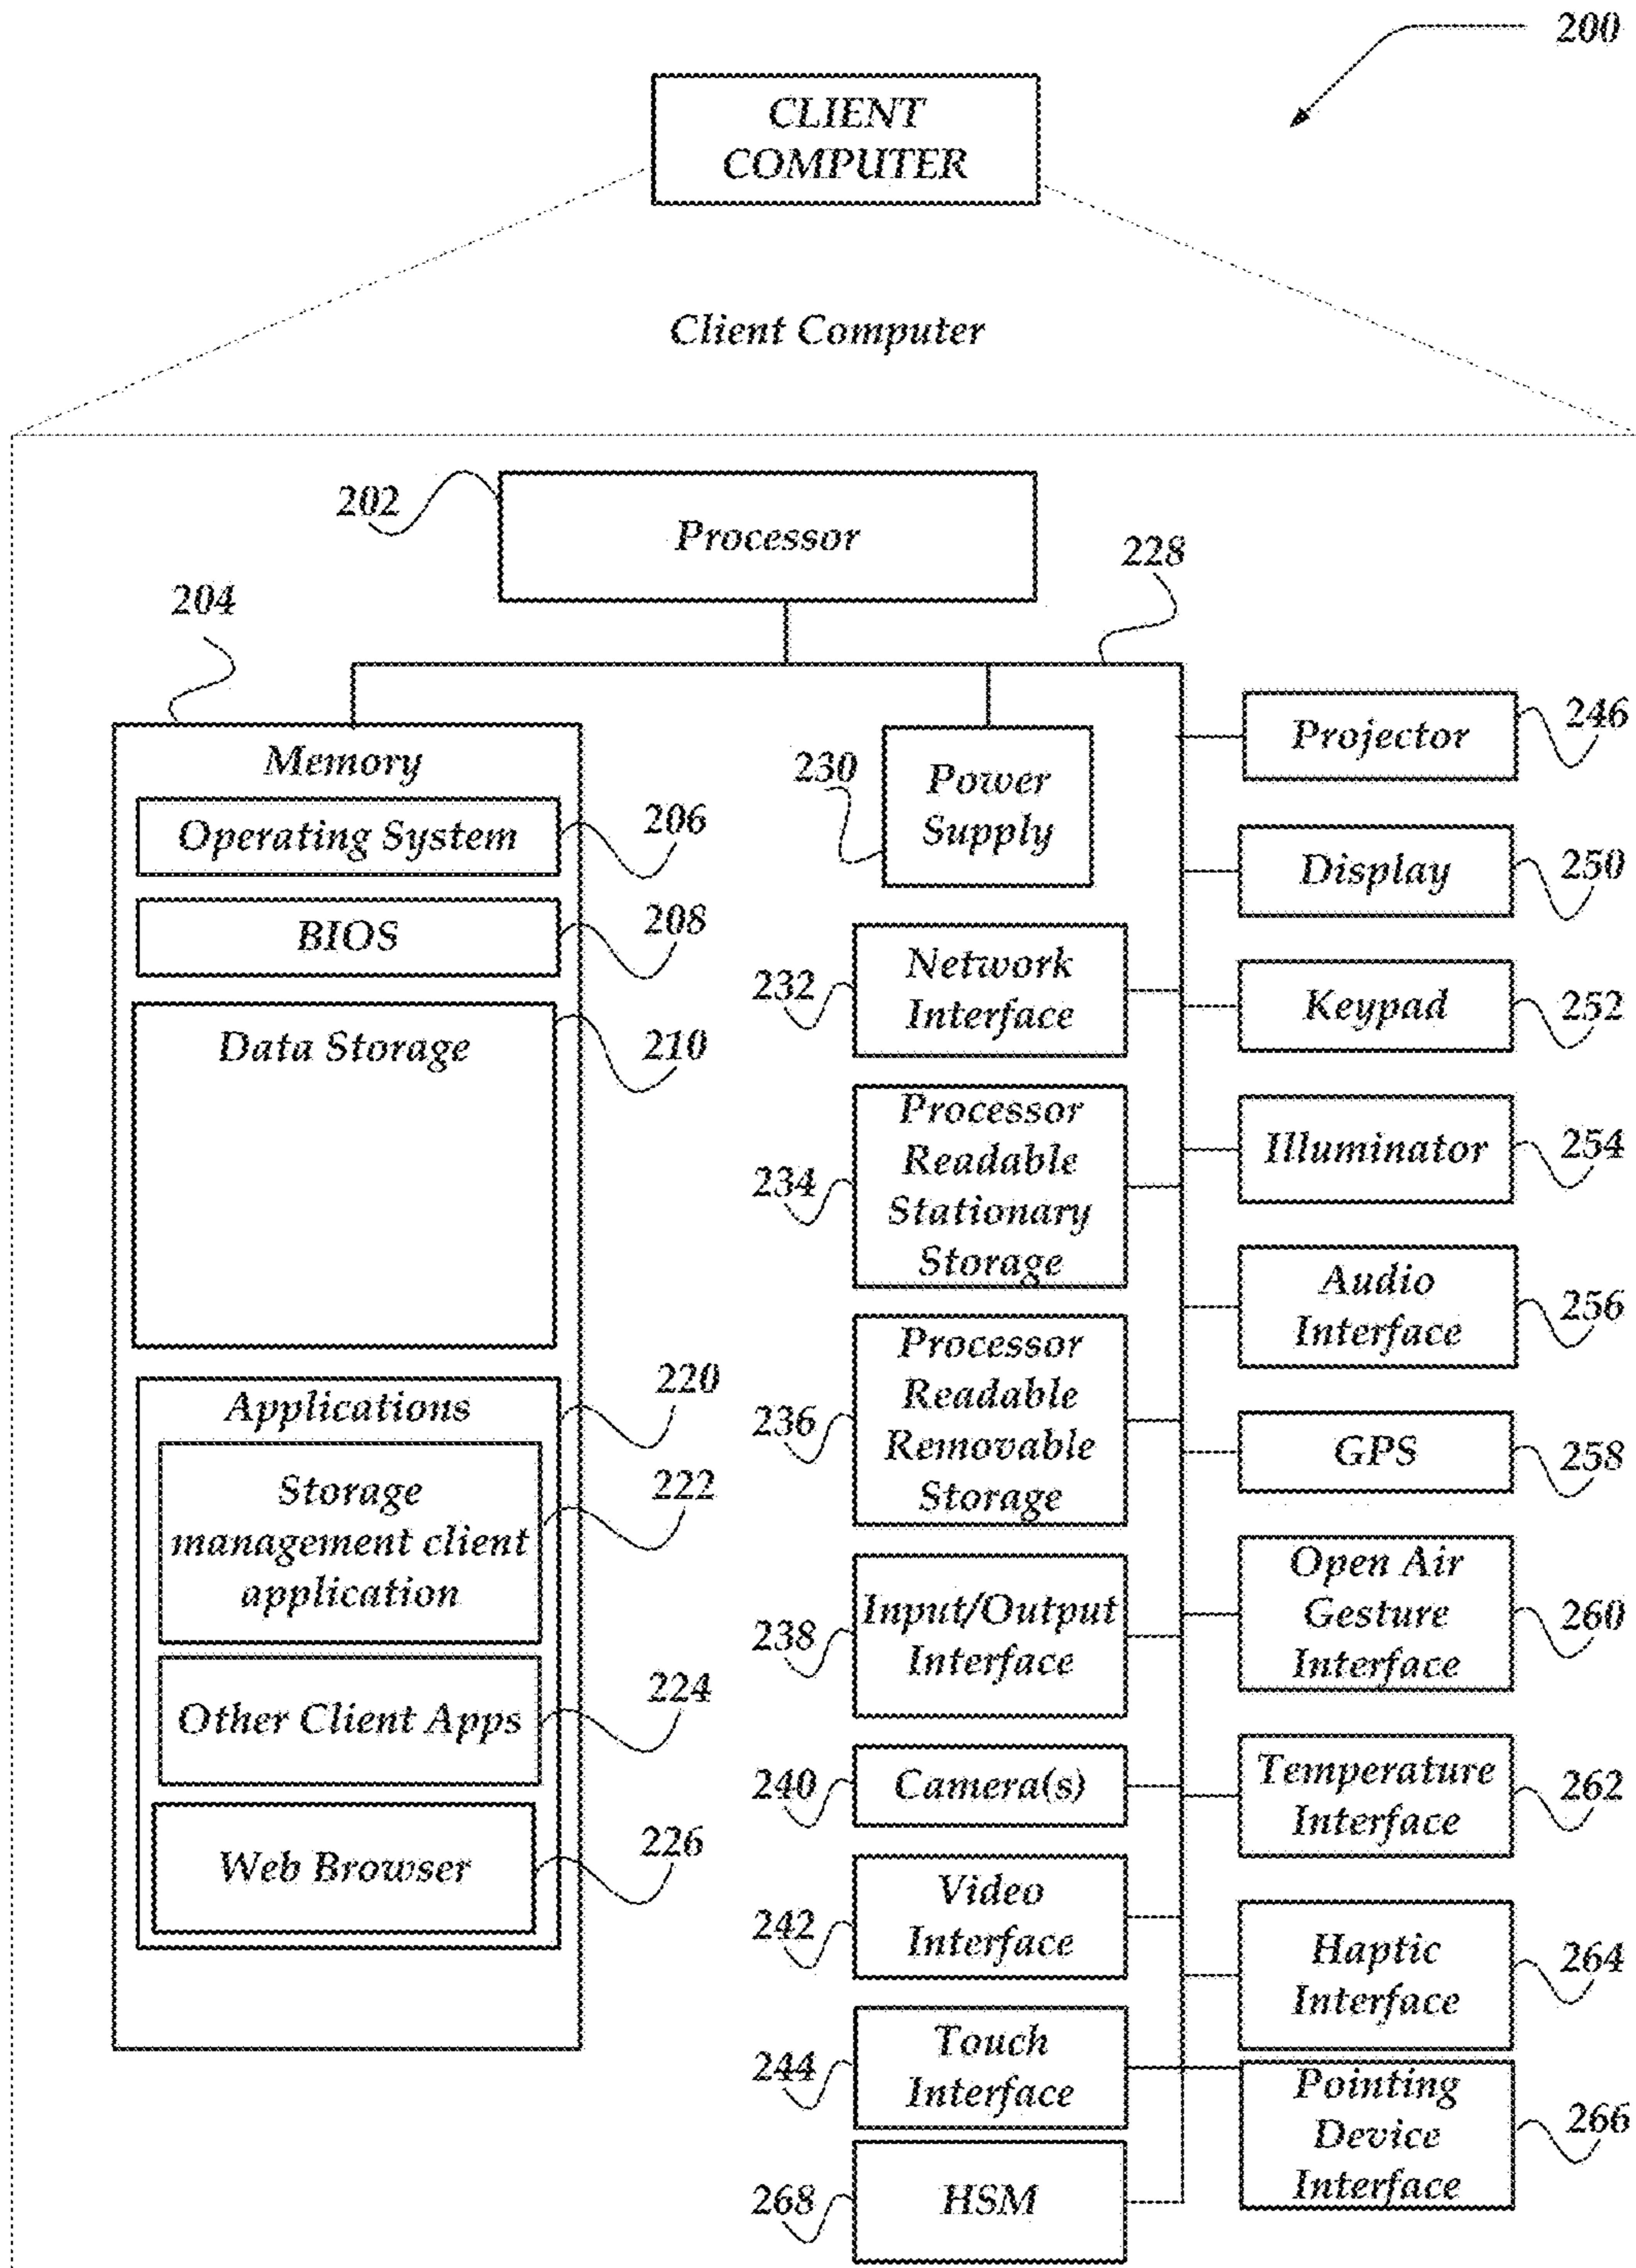 200
CLIENT
COMPUTER
Client Computer
202
Processor
228
204
Memory
Operating System
206
BIOS
208
Data Storage
210
Applications
220
Storage
management client
application
222
Other Client Apps
224
Web Browser
226
230
Power
Supply
232
Network
Interface
234
Processor
Readable
Stationary
Storage
236
Processor
Readable
Removable
Storage
238
Input/Output
Interface
240
Camera(s)
242
Video
Interface
244
Touch
Interface
268
HSM
Projector
246
Display
250
Keypad
252
Illuminator
254
Audio
Interface
256
GPS
258
Open Air
Gesture
Interface
260
Temperature
Interface
262
Haptic
Interface
264
Pointing
Device
Interface
266